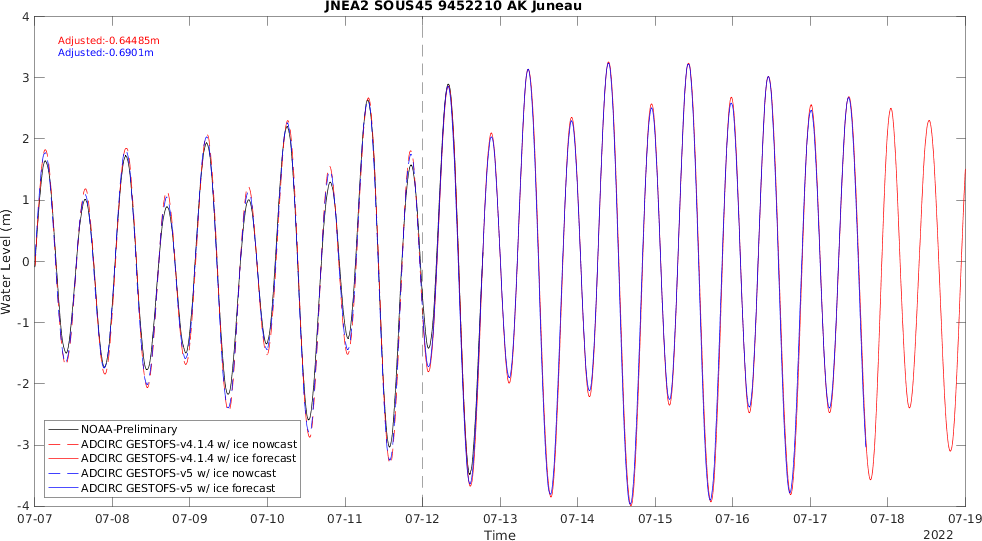 JNEA2 SOUS45 9452210 AK Juneau
4
3
2
1
0
-1
-2
-3
-4
Water Level (m)
Adjusted:-0.64485m
Adjusted:-0.6901m
NOAA-Preliminary
ADCIRC GESTOFS-v4.1.4 w/ ice nowcast
ADCIRC GESTOFS-v4.1.4 w/ ice forecast
ADCIRC GESTOFS-v5 w/ ice nowcast
ADCIRC GESTOFS-v5 w/ ice forecast
07-07 07-08 07-09 07-10 07-11 07-12 07-13 07-14 07-15 07-16 07-17 07-18 07-19
Time
2022